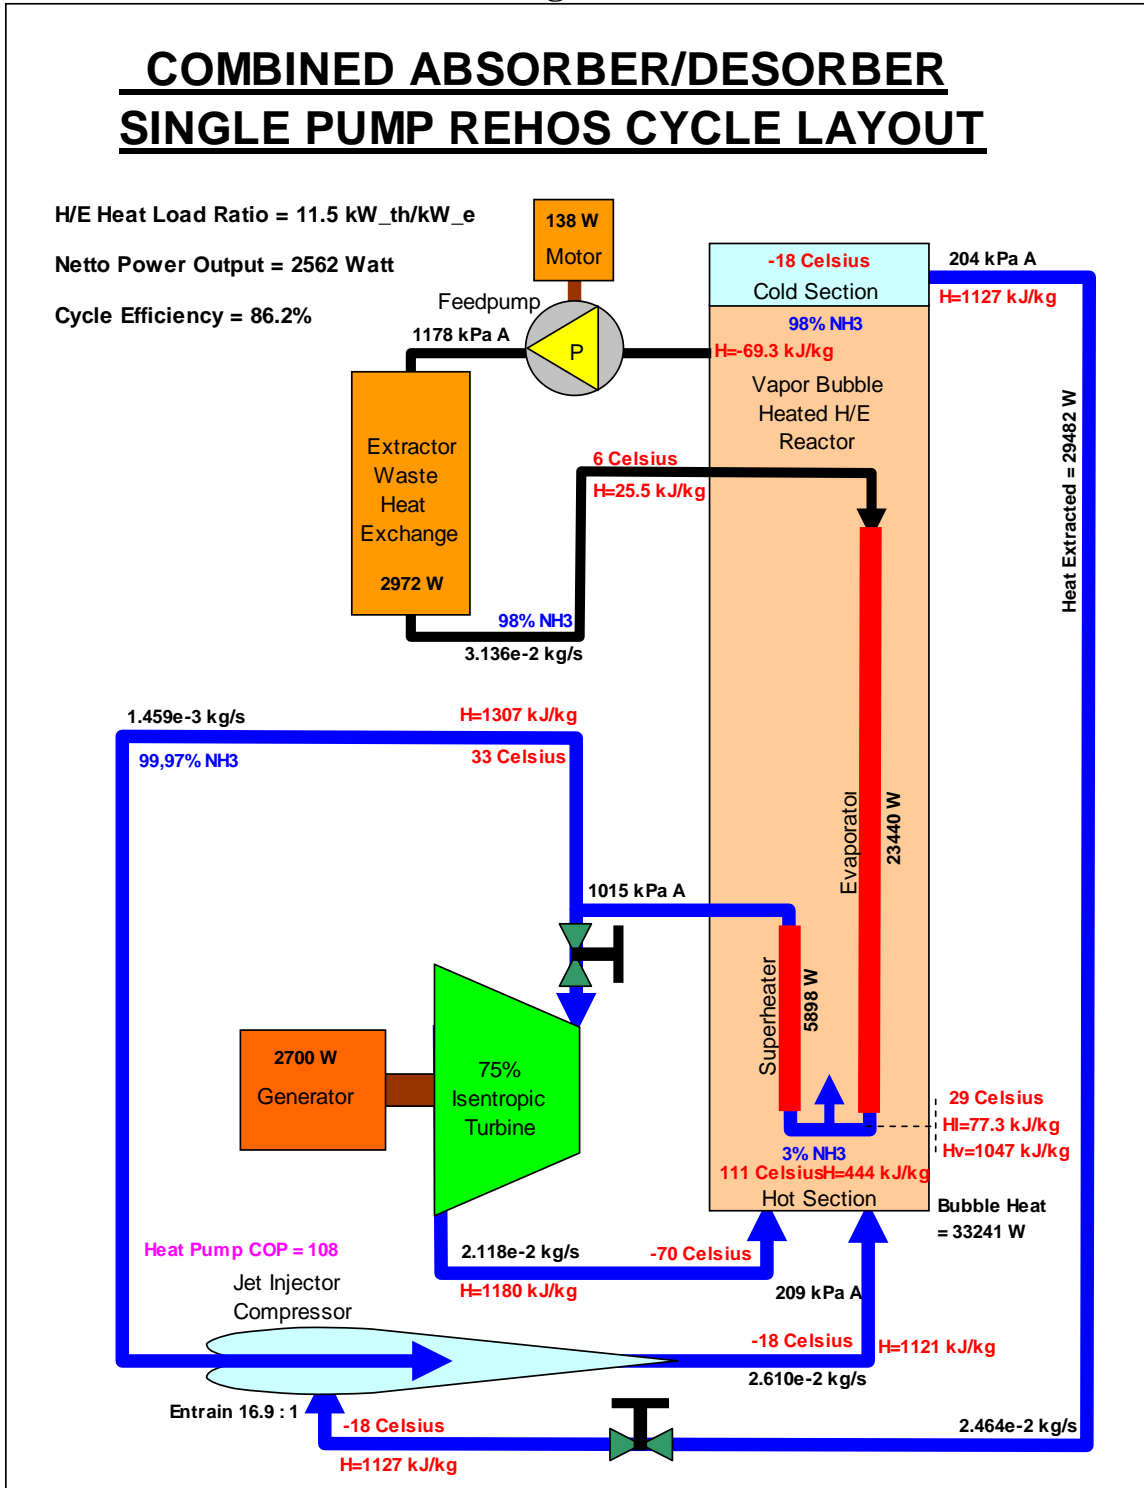 COMBINED ABSORBER/DESORBER
SINGLE PUMP REHOS CYCLE LAYOUT
H/E Heat Load Ratio = 11.5 kW_th/kW_e
Netto Power Output = 2562 Watt
Cycle Efficiency = 86.2%
138 W
Motor
Feedpump
1178 kPa A
P
-18 Celsius
Cold Section
204 kPa A
H=1127 kJ/kg
98% NH3
H=-69.3 kJ/kg
Vapor Bubble
Heated H/E
Reactor
Heat Extracted = 29482 W
Extractor
Waste
Heat
Exchange
2972 W
6 Celsius
H=25.5 kJ/kg
98% NH3
3.136e-2 kg/s
1.459e-3 kg/s
H=1307 kJ/kg
99,97% NH3
33 Celsius
Evaporator
23440 W
1015 kPa A
Superheater
5898 W
2700 W
Generator
75%
Isentropic
Turbine
29 Celsius
Hl=77.3 kJ/kg
Hv=1047 kJ/kg
3% NH3
111 Celsius
H=444 kJ/kg
Hot Section
Bubble Heat
= 33241 W
Heat Pump COP = 108
2.118e-2 kg/s
-70 Celsius
H=1180 kJ/kg
Jet Injector
Compressor
209 kPa A
-18 Celsius
H=1121 kJ/kg
2.610e-2 kg/s
Entrain 16.9 : 1
-18 Celsius
2.464e-2 kg/s
H=1127 kJ/kg